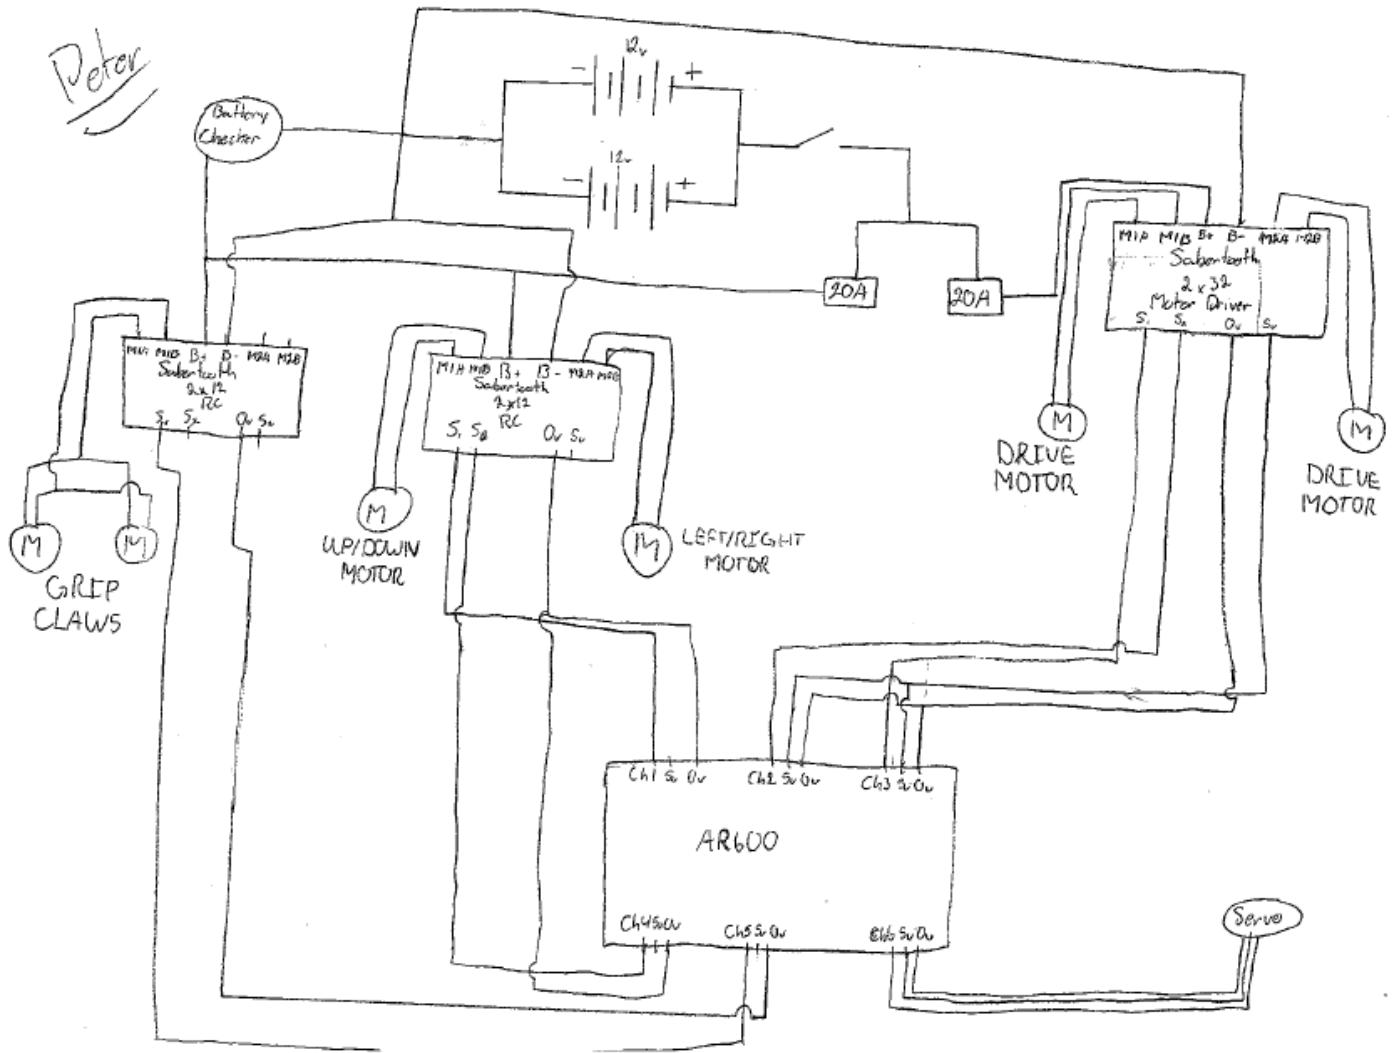 Peter
12v
- +
Battery
Checker
12v
- +
20A
20A
M1A M1B B+ B- M2A M2B
Sabertooth
2 x 32
Motor Driver
S1 S2 0v 5v
M1A M1B B+ B- M2A M2B
Sabertooth
2x12
RC
S1 S2 0v 5v
M1A M1B B+ B- M2A M2B
Sabertooth
2x12
RC
S1 S2 0v 5v
M
M
DRIVE
MOTOR
DRIVE
MOTOR
M
M
M
M
UP/DOWN
MOTOR
LEFT/RIGHT
MOTOR
GRIP
CLAWS
Ch1 5v 0v
Ch2 5v 0v
Ch3 5v 0v
AR600
Ch4 5v 0v
Ch5 5v 0v
Ch6 5v 0v
Servo